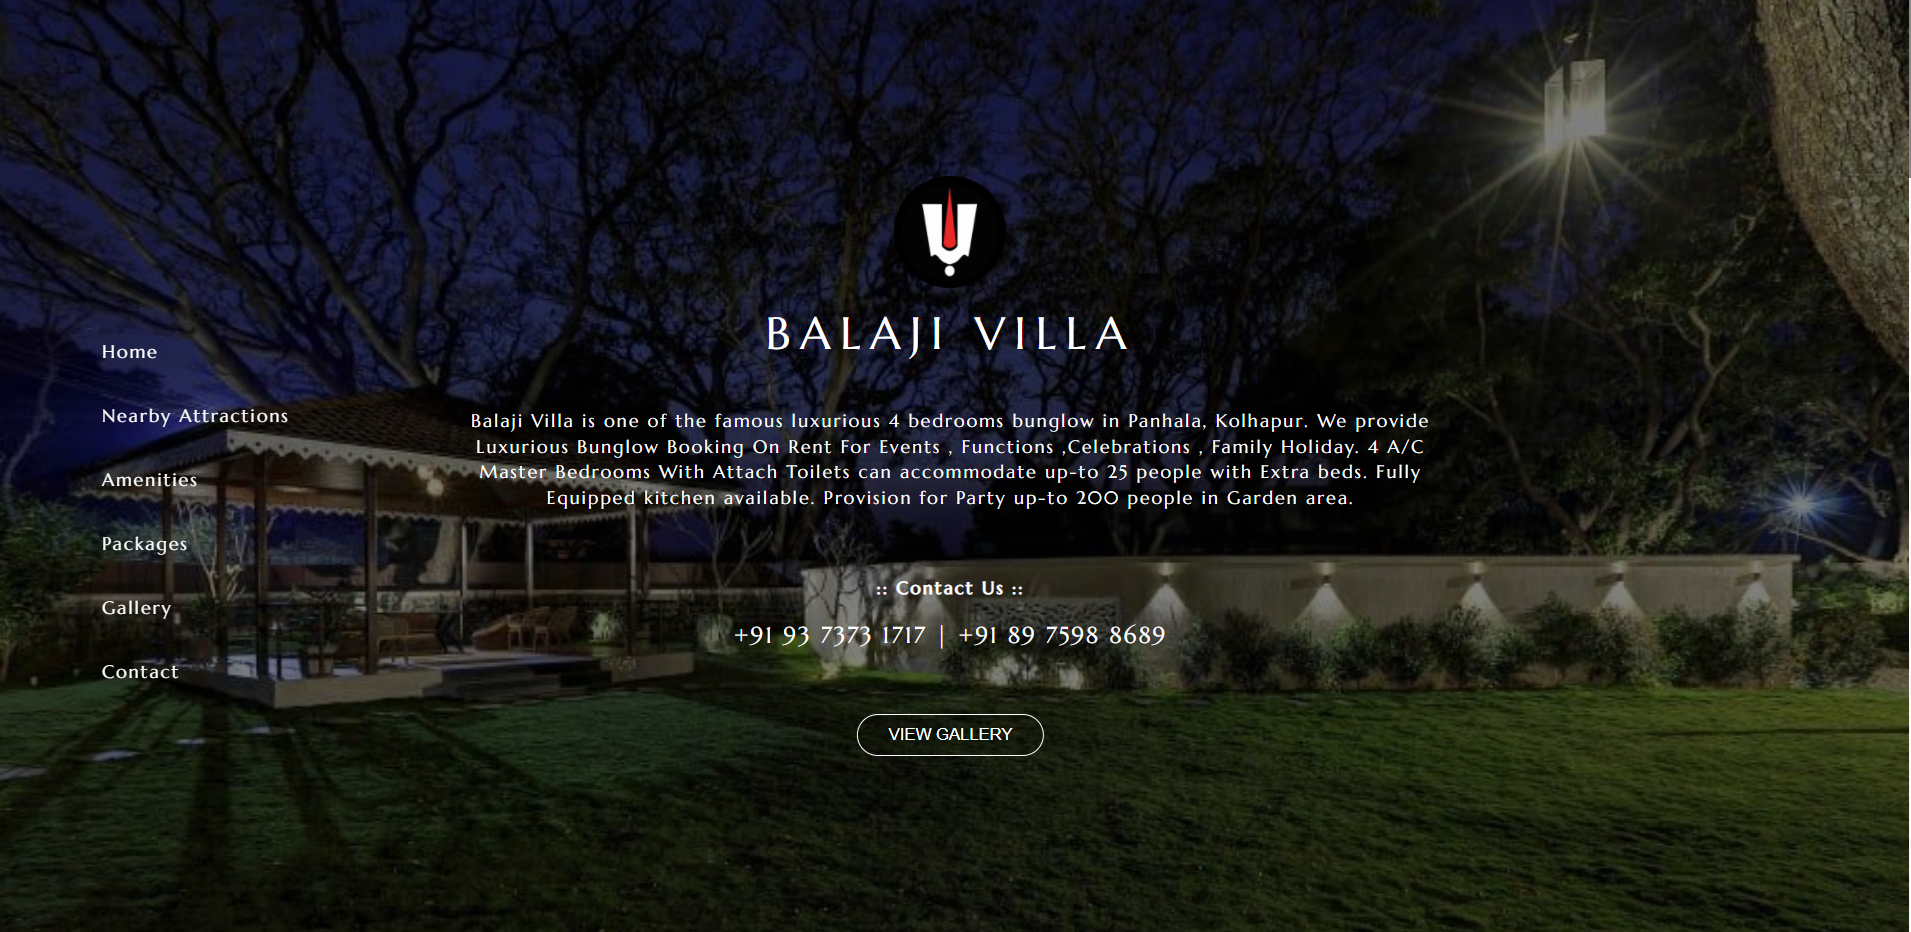 BALAJI VILLA
Home
Nearby Attractions
Amenities
Packages
Gallery
Contact
Balaji Villa is one of the famous luxurious 4 bedrooms bunglow in Panhala, Kolhapur. We provide
Luxurious Bunglow Booking On Rent For Events , Functions ,Celebrations , Family Holiday. 4 A/C
Master Bedrooms With Attach Toilets can accommodate up-to 25 people with Extra beds. Fully
Equipped kitchen available. Provision for Party up-to 200 people in Garden area.
:: Contact Us ::
+91 93 7373 1717 | +91 89 7598 8689
VIEW GALLERY